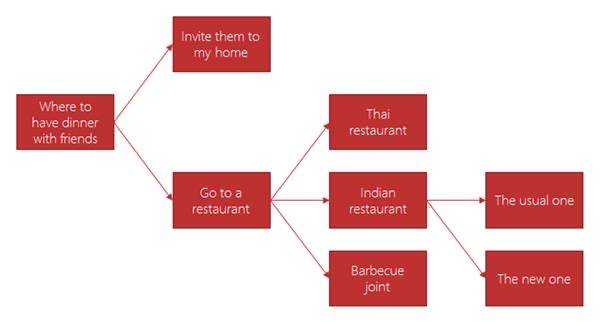 Invite them to
my home
Where to
have dinner
with friends
Thai
restaurant
Go to a
restaurant
Indian
restaurant
The usual one
Barbecue
joint
The new one